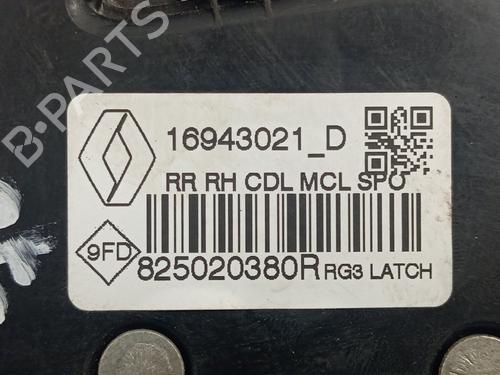 B-PARTS
16943021_D
RR RH CDL MCL SPO
9FD
825020380R RG3 LATCH